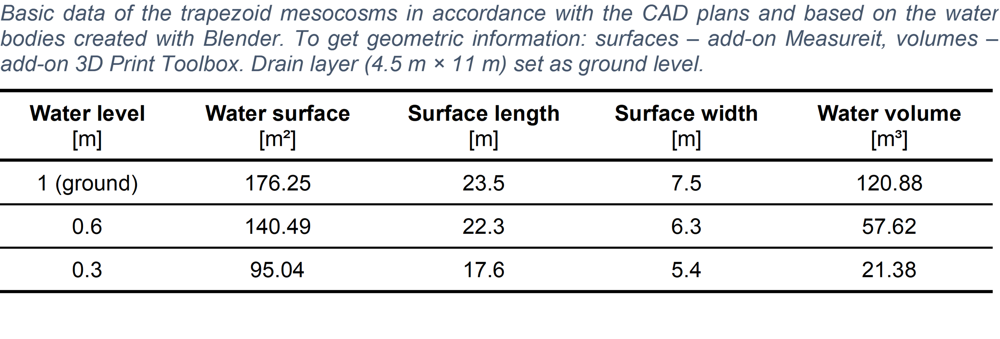 Basic data of the trapezoid mesocosms in accordance with the CAD plans and based on the water
bodies created with Blender. To get geometric information: surfaces – add-on Measureit, volumes –
add-on 3D Print Toolbox. Drain layer (4.5 m × 11 m) set as ground level.
Water level Water surface Surface length Surface width Water volume
[m] [m²] [m] [m] [m³]
1 (ground) 176.25 23.5 7.5 120.88
0.6 140.49 22.3 6.3 57.62
0.3 95.04 17.6 5.4 21.38